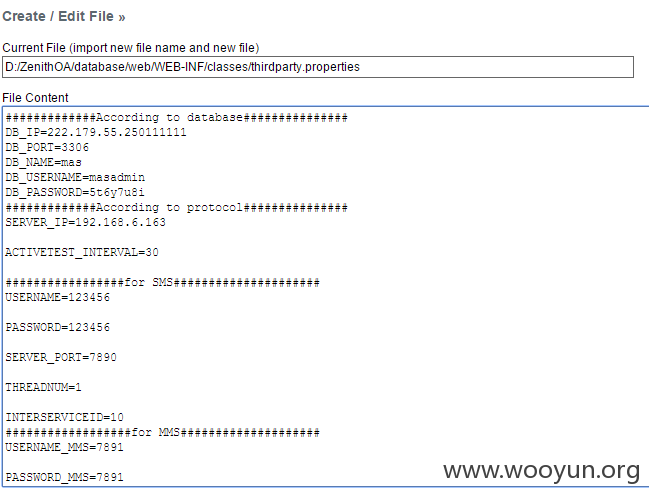 Create / Edit File »
Current File (import new file name and new file)
D:/ZenithOA/database/web/WEB-INF/classes/thirdparty.properties
File Content
#############According to database###############
DB_IP=222.179.55.250111111
DB_PORT=3306
DB_NAME=mas
DB_USERNAME=masadmin
DB_PASSWORD=5t6y7u8i
#############According to protocol###############
SERVER_IP=192.168.6.163
ACTIVETEST_INTERVAL=30
#################for SMS#####################
USERNAME=123456
PASSWORD=123456
SERVER_PORT=7890
THREADNUM=1
INTERSERVICEID=10
##################for MMS####################
USERNAME_MMS=7891
PASSWORD_MMS=7891
www.wooyun.org